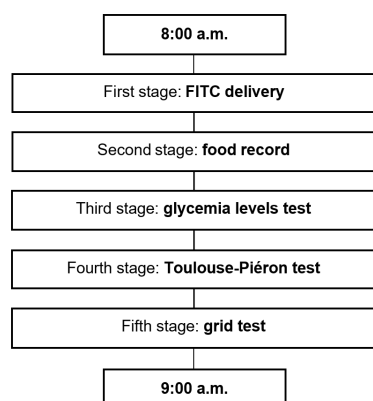 8:00 a.m.
First stage: FITC delivery
Second stage: food record
Third stage: glycemia levels test
Fourth stage: Toulouse-Piéron test
Fifth stage: grid test
9:00 a.m.